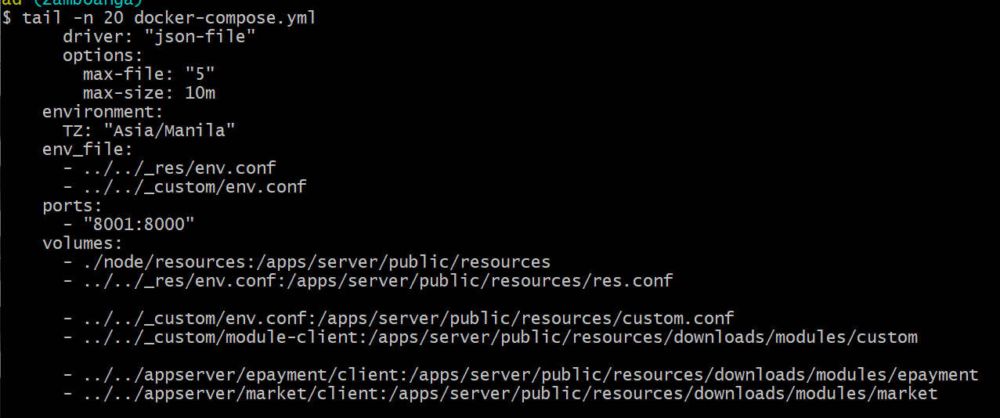 ad (zamboanga)
$ tail -n 20 docker-compose.yml
      driver: "json-file"
      options:
        max-file: "5"
        max-size: 10m
    environment:
      TZ: "Asia/Manila"
    env_file:
      - ../../_res/env.conf
      - ../../_custom/env.conf
    ports:
      - "8001:8000"
    volumes:
      - ./node/resources:/apps/server/public/resources
      - ../../_res/env.conf:/apps/server/public/resources/res.conf

      - ../../_custom/env.conf:/apps/server/public/resources/custom.conf
      - ../../_custom/module-client:/apps/server/public/resources/downloads/modules/custom

      - ../../appserver/epayment/client:/apps/server/public/resources/downloads/modules/epayment
      - ../../appserver/market/client:/apps/server/public/resources/downloads/modules/market